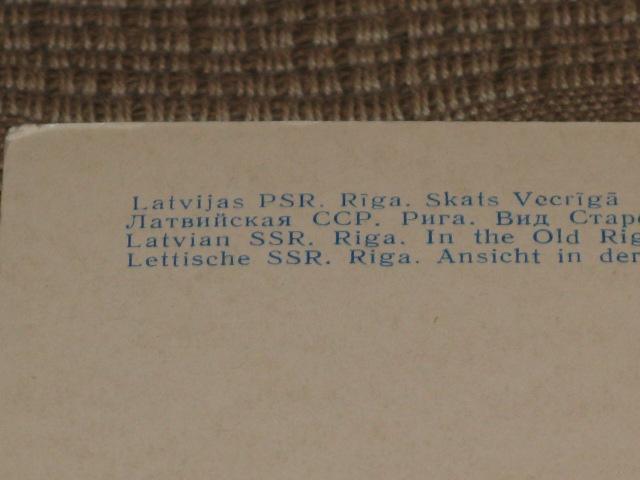 Latvijas PSR. Rīga. Skats Vecrīgā
Латвийская ССР. Рига. Вид Старо
Latvian SSR. Riga. In the Old Rig
Lettische SSR. Riga. Ansicht in der